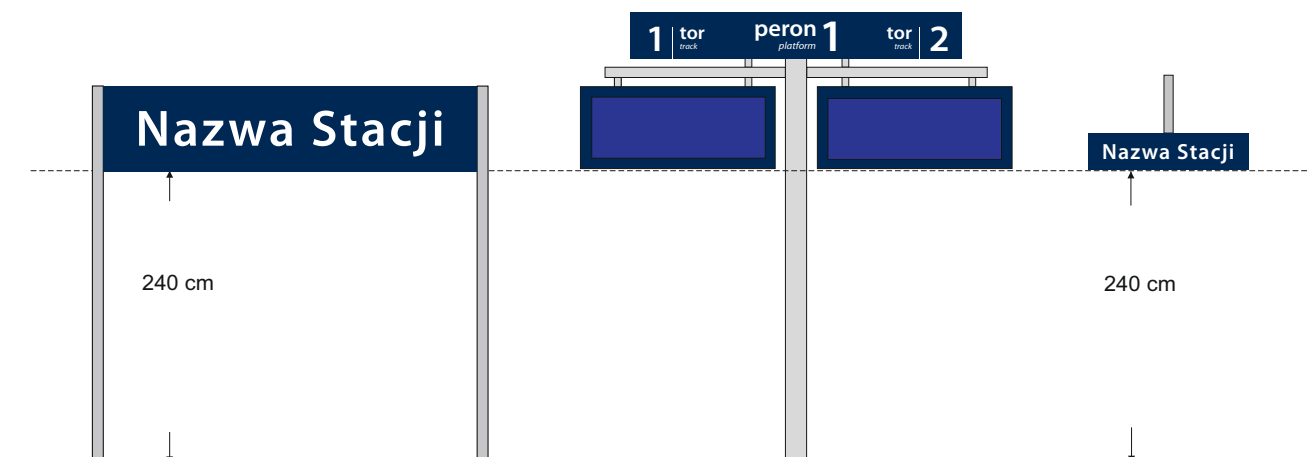 1 tor peron 1 tor 2
track platform track
Nazwa Stacji
Nazwa Stacji
240 cm
240 cm